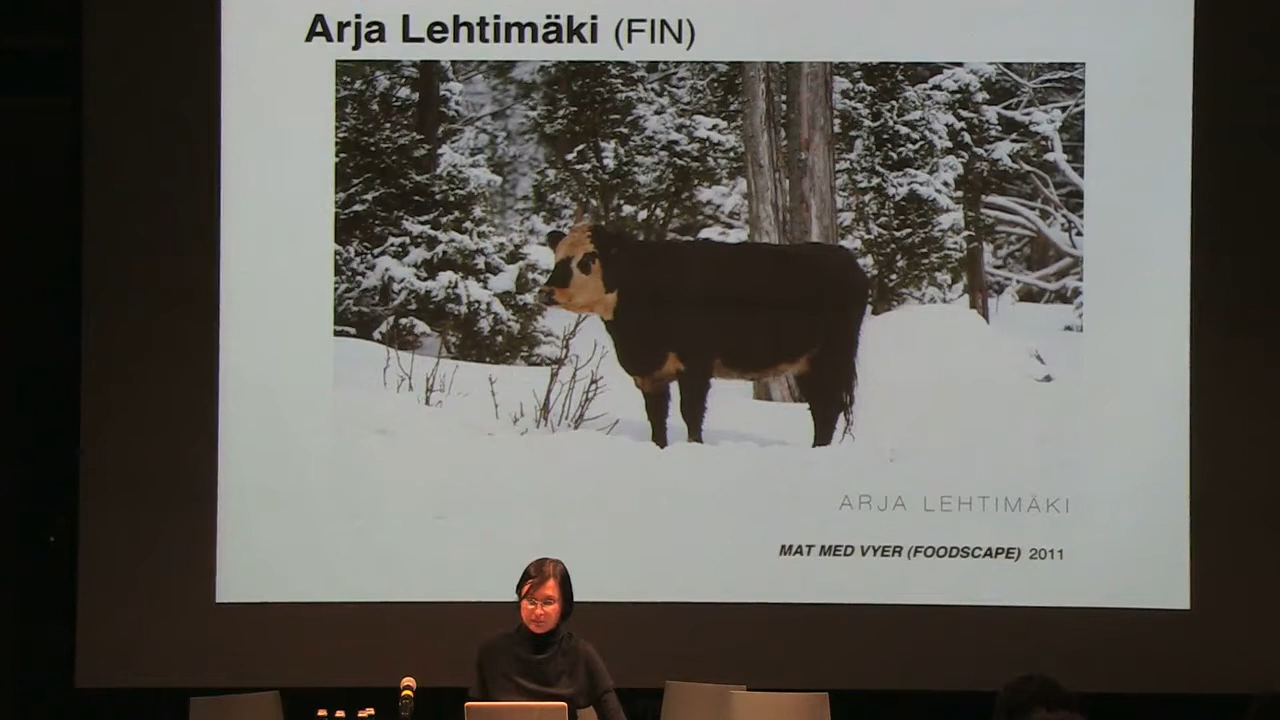 Arja Lehtimäki (FIN)
ARJA LEHTIMÄKI
MAT MED VYER (FOODSCAPE) 2011